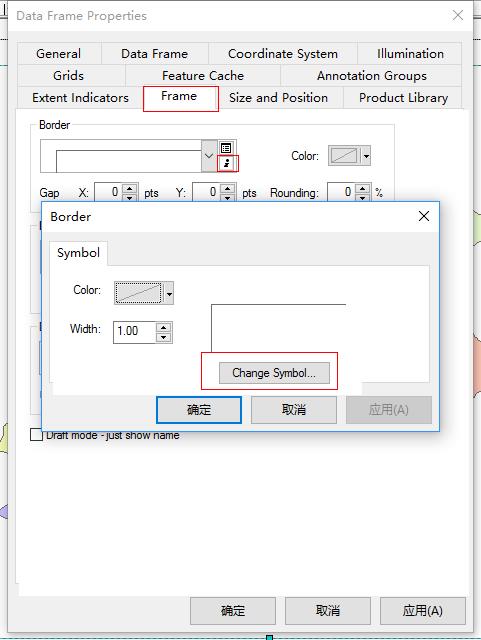 Data Frame Properties
General Data Frame Coordinate System Illumination
Grids Feature Cache Annotation Groups
Extent Indicators Frame Size and Position Product Library
Border
Color:
Gap X: 0 pts Y: 0 pts Rounding: 0 %
Border
Symbol
Color:
Width: 1.00
Change Symbol...
确定 取消 应用(A)
Draft mode - just show name
确定 取消 应用(A)